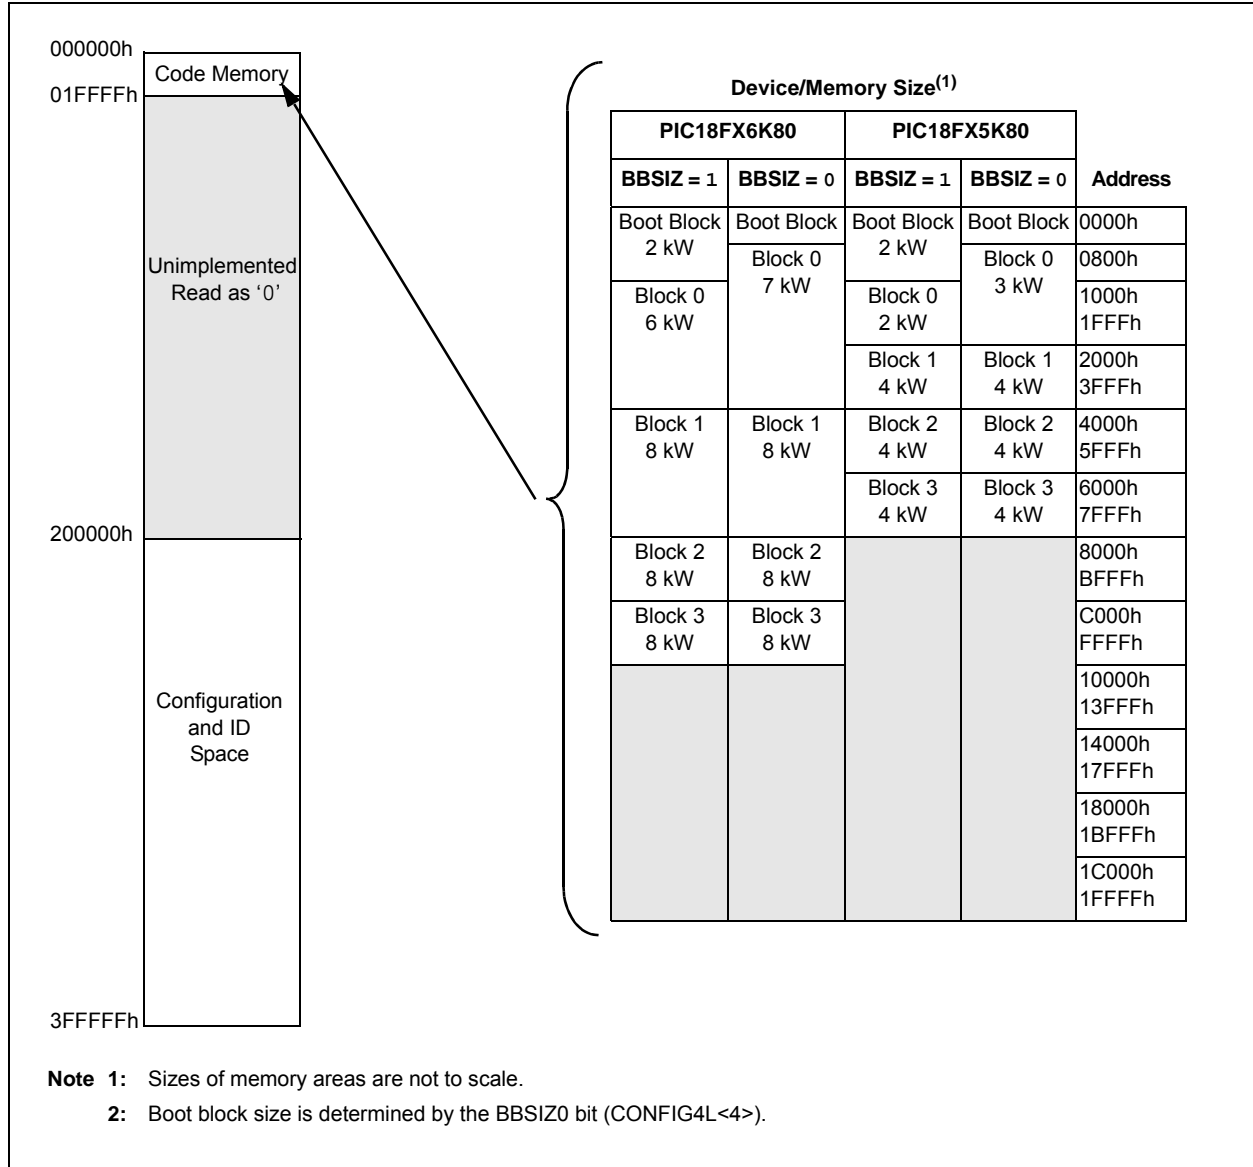 000000h
Code Memory
01FFFFh
Unimplemented
Read as ‘0’
200000h
Configuration
and ID
Space
3FFFFFh
Device/Memory Size(1)
PIC18FX6K80 PIC18FX5K80
BBSIZ = 1 BBSIZ = 0 BBSIZ = 1 BBSIZ = 0 Address
Boot Block Boot Block Boot Block Boot Block 0000h
2 kW 2 kW
Block 0 Block 0 0800h
7 kW 3 kW
Block 0 Block 0 1000h
6 kW 2 kW 1FFFh
Block 1 Block 1 2000h
4 kW 4 kW 3FFFh
Block 1 Block 1 Block 2 Block 2 4000h
8 kW 8 kW 4 kW 4 kW 5FFFh
Block 3 Block 3 6000h
4 kW 4 kW 7FFFh
Block 2 Block 2 8000h
8 kW 8 kW BFFFh
Block 3 Block 3 C000h
8 kW 8 kW FFFFh
10000h
13FFFh
14000h
17FFFh
18000h
1BFFFh
1C000h
1FFFFh
Note 1: Sizes of memory areas are not to scale.
2: Boot block size is determined by the BBSIZ0 bit (CONFIG4L<4>).